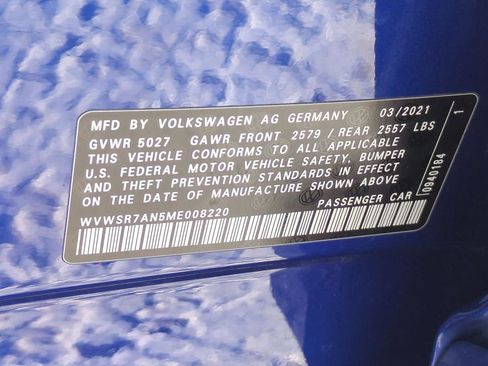 MFD BY VOLKSWAGEN AG GERMANY 03/2021
GVWR 5027 GAWR FRONT 2579 / REAR 2557 LBS
THIS VEHICLE CONFORMS TO ALL APPLICABLE
U.S. FEDERAL MOTOR VEHICLE SAFETY, BUMPER
AND THEFT PREVENTION STANDARDS IN EFFECT
ON THE DATE OF MANUFACTURE SHOWN ABOVE.
WVWSR7AN5ME008220 PASSENGER CAR
0940184 1